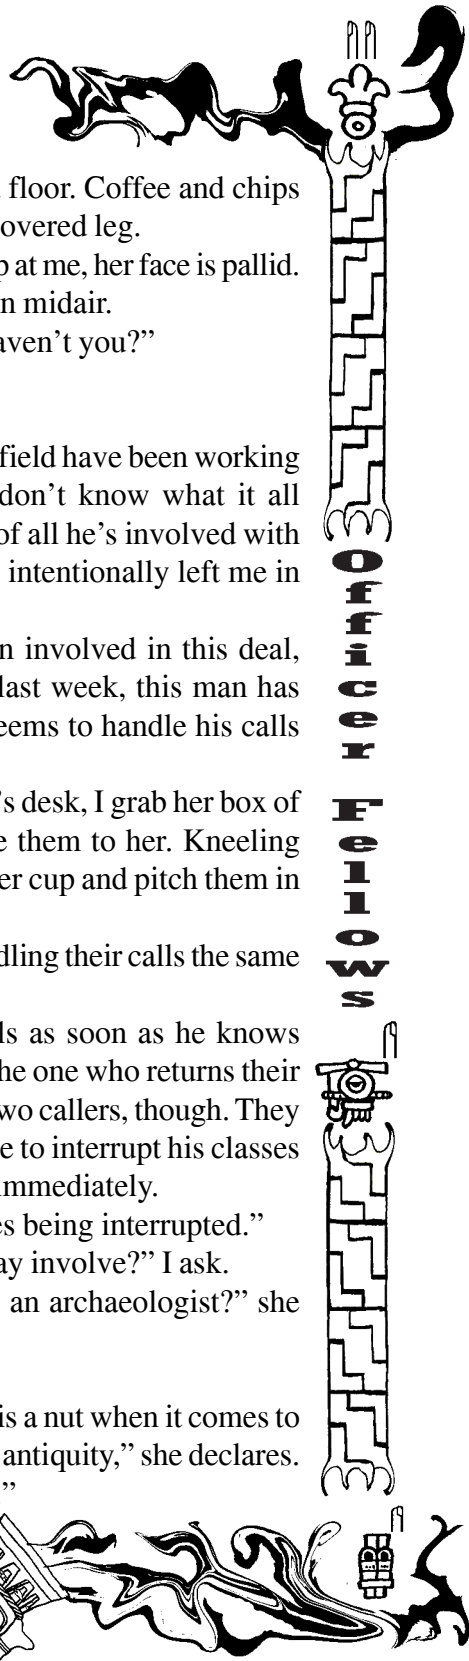 floor. Coffee and chips
overed leg.
p at me, her face is pallid.
n midair.
aven’t you?”
field have been working
don’t know what it all
of all he’s involved with
intentionally left me in
n involved in this deal,
last week, this man has
eems to handle his calls
’s desk, I grab her box of
e them to her. Kneeling
er cup and pitch them in
dling their calls the same
ls as soon as he knows
he one who returns their
wo callers, though. They
e to interrupt his classes
immediately.
es being interrupted.”
ay involve?” I ask.
an archaeologist?” she
is a nut when it comes to
antiquity,” she declares.
”
Officer Fellows